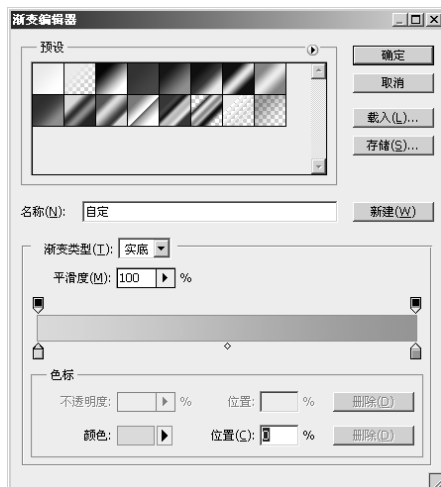 渐变编辑器
预设
确定
取消
载入(L)...
存储(S)...
名称(N): 自定 新建(W)
渐变类型(T): 实底
平滑度(M): 100 %
色标
不透明度: % 位置: % 删除(D)
颜色: 位置(C): 0 % 删除(D)